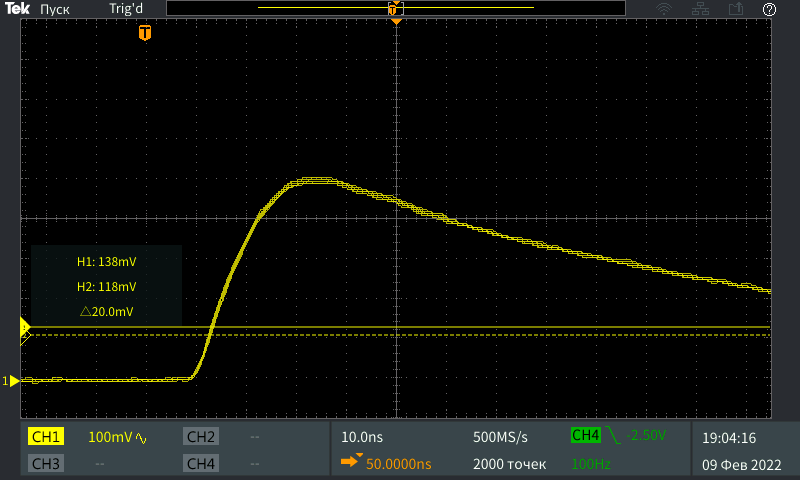 Tek Пуск Trig'd T ?
T
H1: 138mV
H2: 118mV
△20.0mV
1
CH1 100mV CH2 -- 10.0ns 500MS/s CH4 -2.50V 19:04:16
CH3 -- CH4 -- 50.0000ns 2000 точек 100Hz 09 Фев 2022